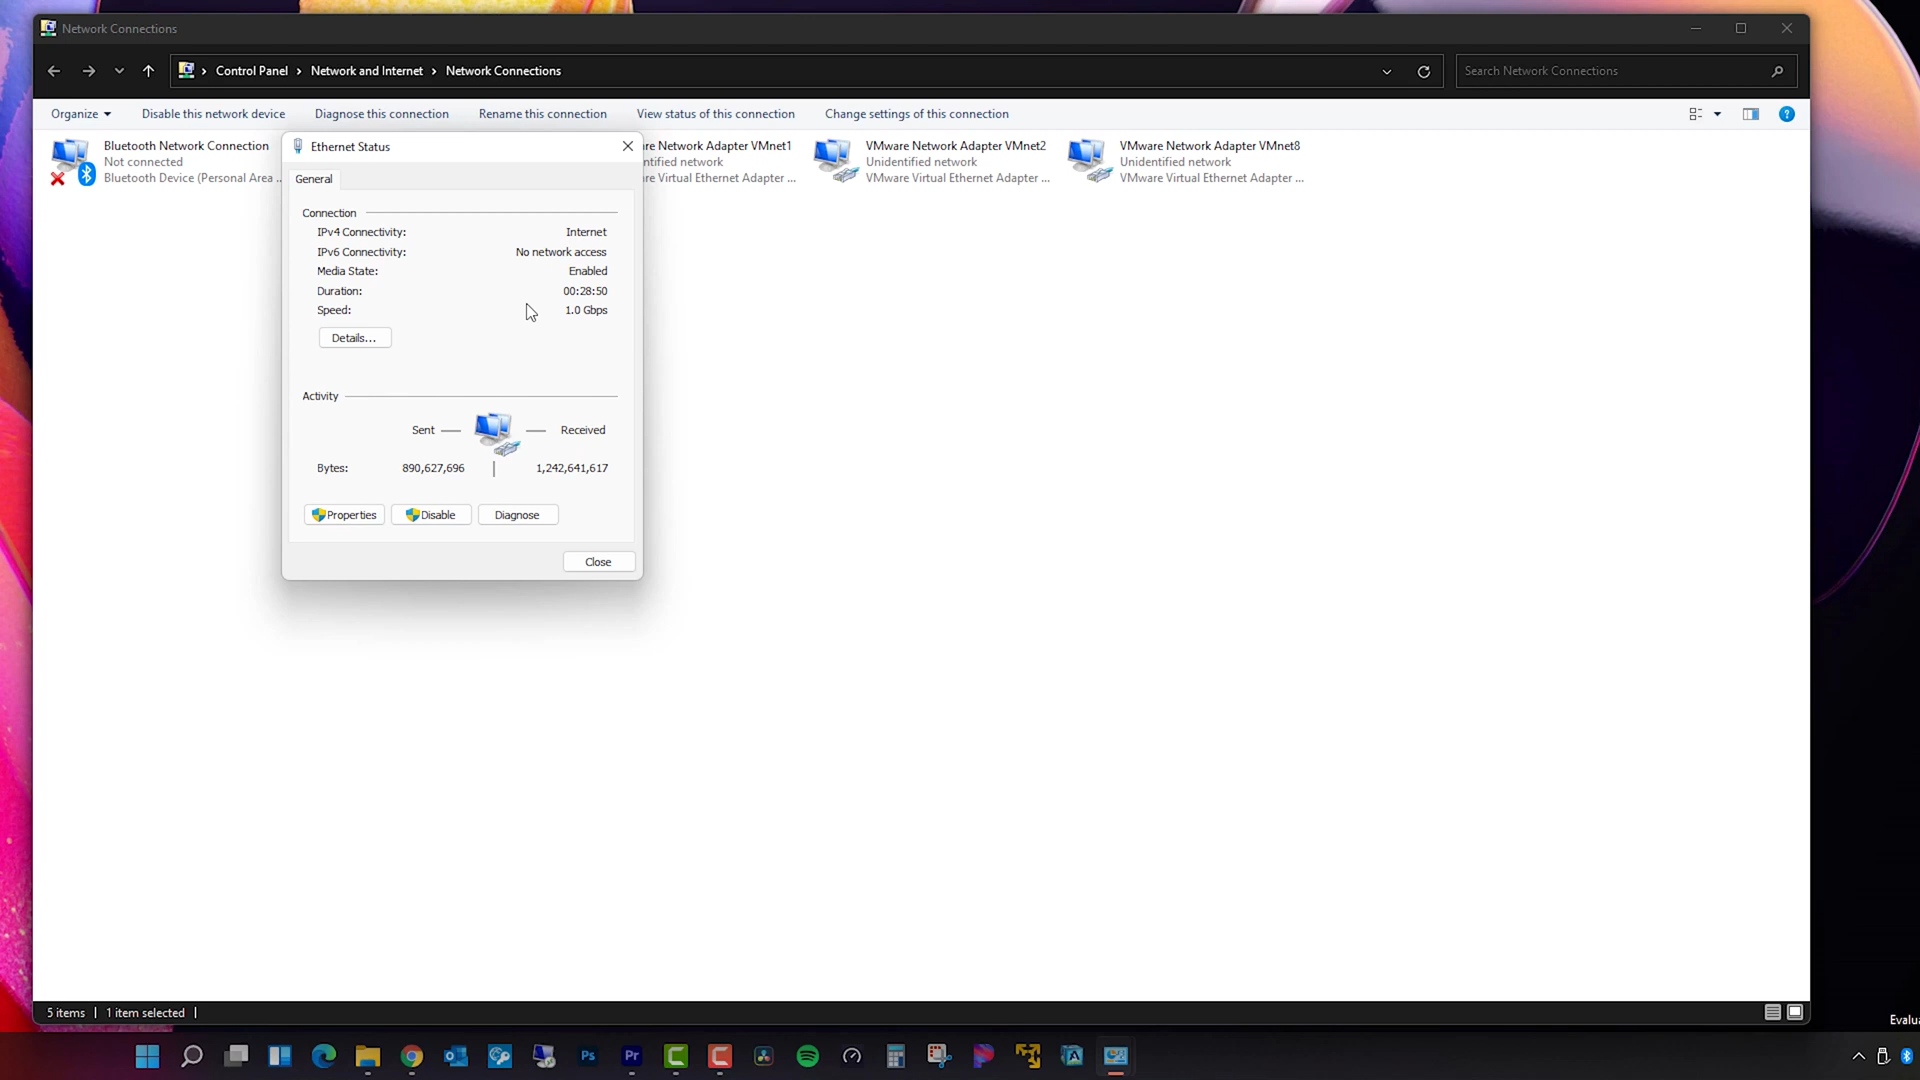 Network Connections
Control Panel > Network and Internet > Network Connections
Search Network Connections
Organize Disable this network device Diagnose this connection Rename this connection View status of this connection Change settings of this connection
Bluetooth Network Connection
Not connected
Bluetooth Device (Personal Area ...
re Network Adapter VMnet1
ntified network
re Virtual Ethernet Adapter ...
VMware Network Adapter VMnet2
Unidentified network
VMware Virtual Ethernet Adapter ...
VMware Network Adapter VMnet8
Unidentified network
VMware Virtual Ethernet Adapter ...
Ethernet Status
General
Connection
IPv4 Connectivity: Internet
IPv6 Connectivity: No network access
Media State: Enabled
Duration: 00:28:50
Speed: 1.0 Gbps
Details...
Activity
Sent — — Received
Bytes: 890,627,696 | 1,242,641,617
Properties Disable Diagnose
Close
5 items | 1 item selected |
Evalua
Ps Pr